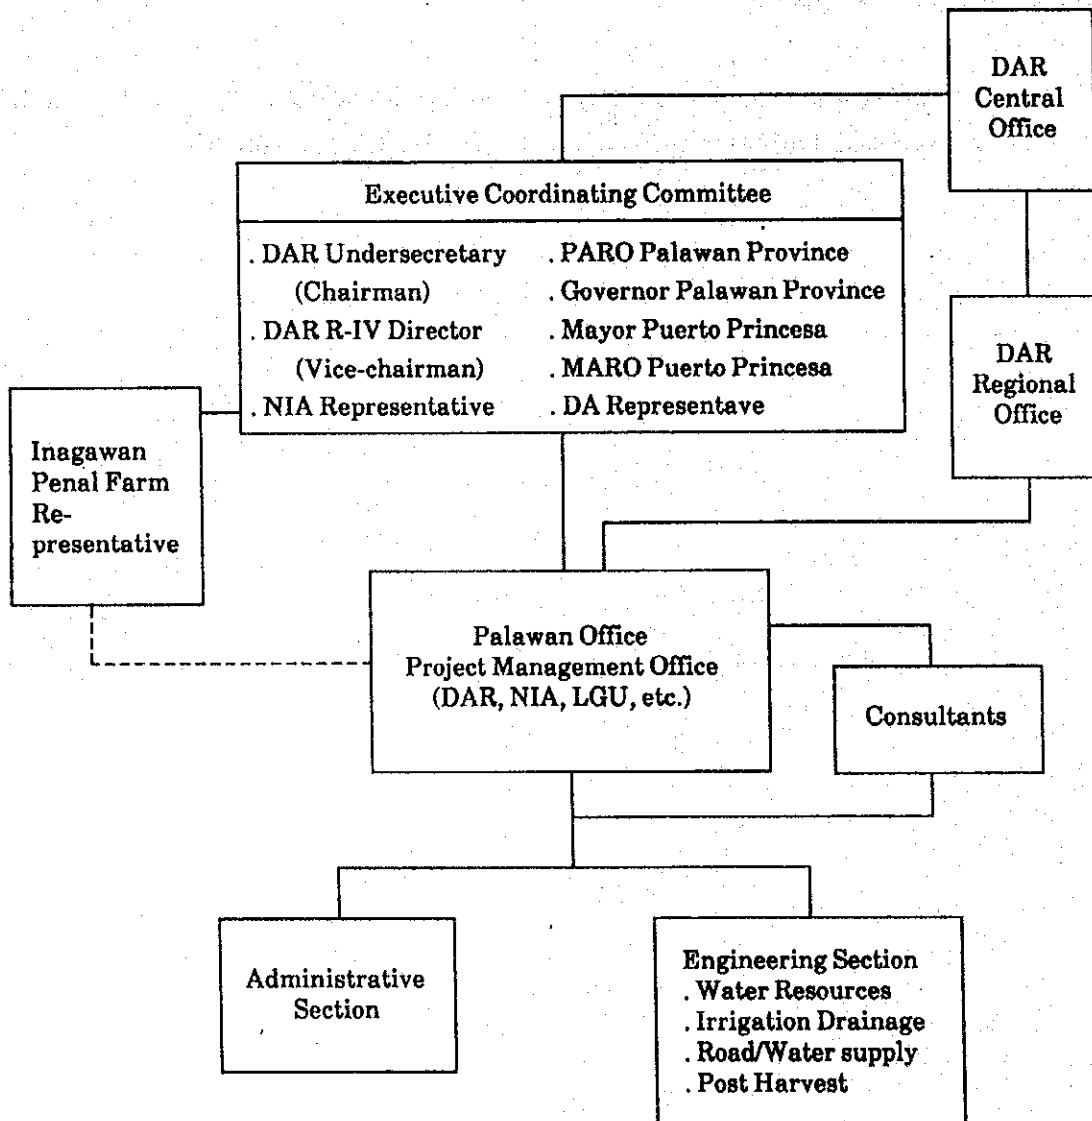 DAR
Central
Office
Executive Coordinating Committee
. DAR Undersecretary
(Chairman)
. DAR R-IV Director
(Vice-chairman)
. NIA Representative
. PARO Palawan Province
. Governor Palawan Province
. Mayor Puerto Princesa
. MARO Puerto Princesa
. DA Representave
DAR
Regional
Office
Inagawan
Penal Farm
Re-
presentative
Palawan Office
Project Management Office
(DAR, NIA, LGU, etc.)
Consultants
Administrative
Section
Engineering Section
. Water Resources
. Irrigation Drainage
. Road/Water supply
. Post Harvest